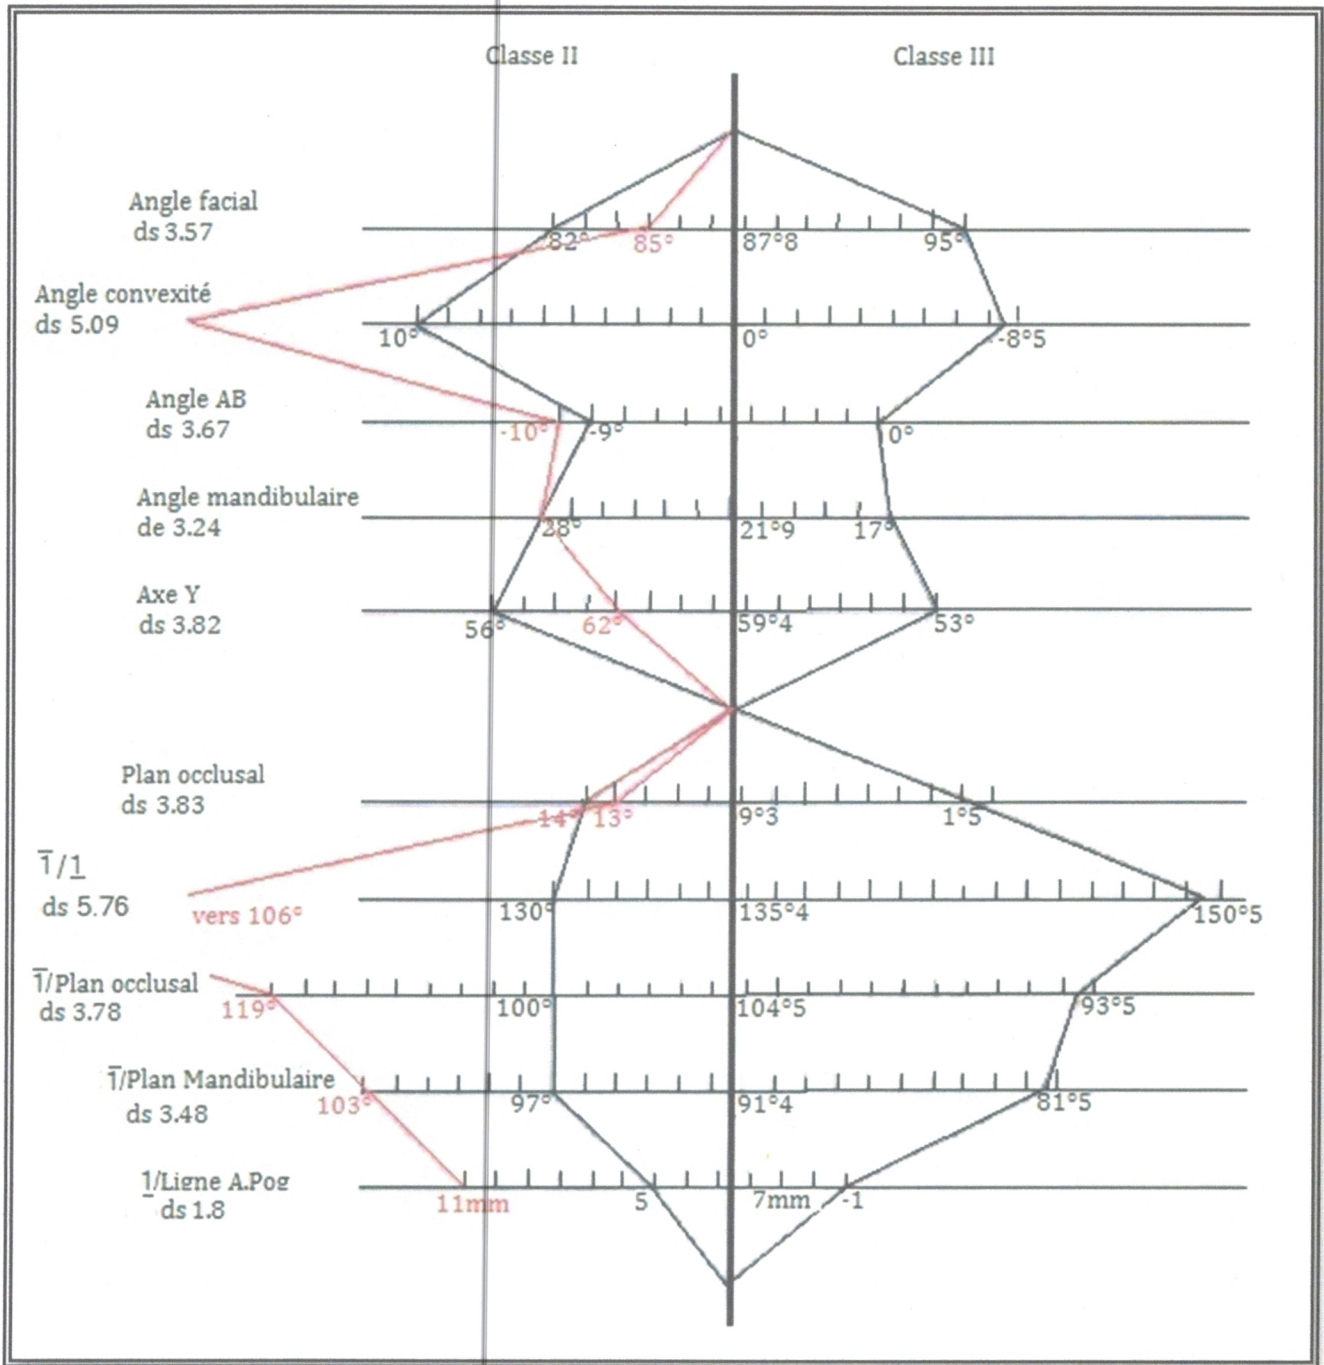 Classe II Classe III
Angle facial
ds 3.57
82° 85° 87°8 95°
Angle convexité
ds 5.09
10° 0° -8°5
Angle AB
ds 3.67
-10° -9° 0°
Angle mandibulaire
de 3.24
28° 21°9 17°
Axe Y
ds 3.82
56° 62° 59°4 53°
Plan occlusal
ds 3.83
14° 13° 9°3 1°5
1̅/1̲
ds 5.76
vers 106° 130° 135°4 150°5
1̅/Plan occlusal
ds 3.78
119° 100° 104°5 93°5
1̅/Plan Mandibulaire
ds 3.48
103° 97° 91°4 81°5
1̲/Ligne A.Pog
ds 1.8
11mm 5 7mm -1